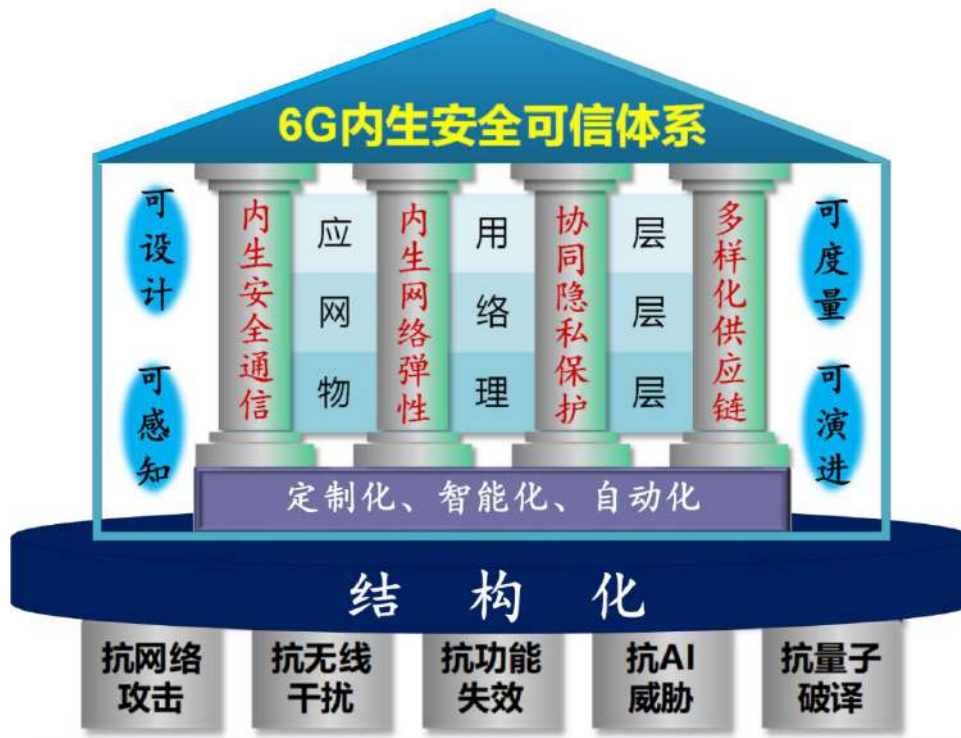 6G内生安全可信体系
可设计
可感知
内生安全通信
内生网络弹性
协同隐私保护
多样化供应链
应用层
网络层
物理层
可度量
可演进
定制化、智能化、自动化
结构化
抗网络
攻击
抗无线
干扰
抗功能
失效
抗AI
威胁
抗量子
破译